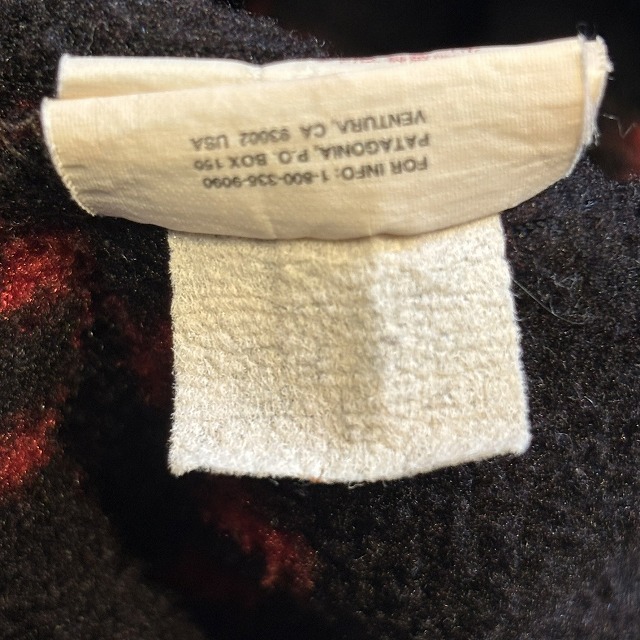 FOR INFO: 1-800-336-9090
PATAGONIA, P.O. BOX 150
VENTURA, CA 93002 USA